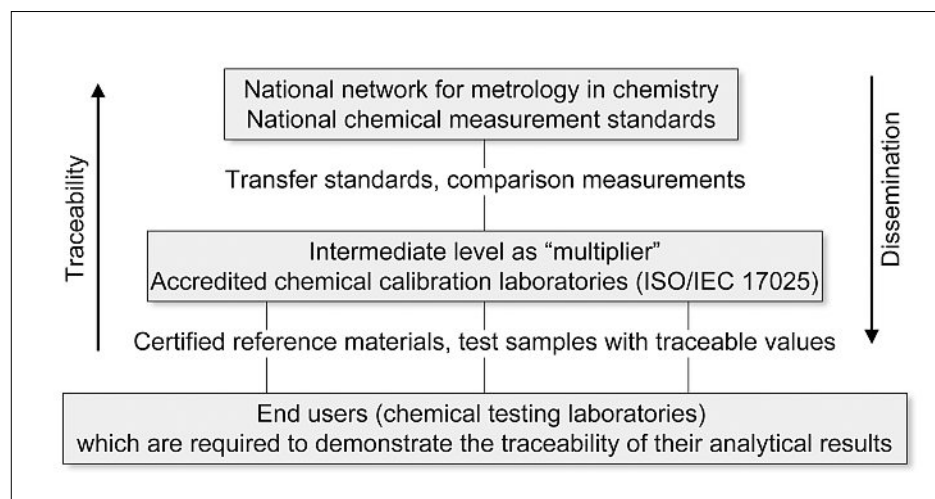 National network for metrology in chemistry
National chemical measurement standards
Traceability
Transfer standards, comparison measurements
Dissemination
Intermediate level as “multiplier”
Accredited chemical calibration laboratories (ISO/IEC 17025)
Certified reference materials, test samples with traceable values
End users (chemical testing laboratories)
which are required to demonstrate the traceability of their analytical results